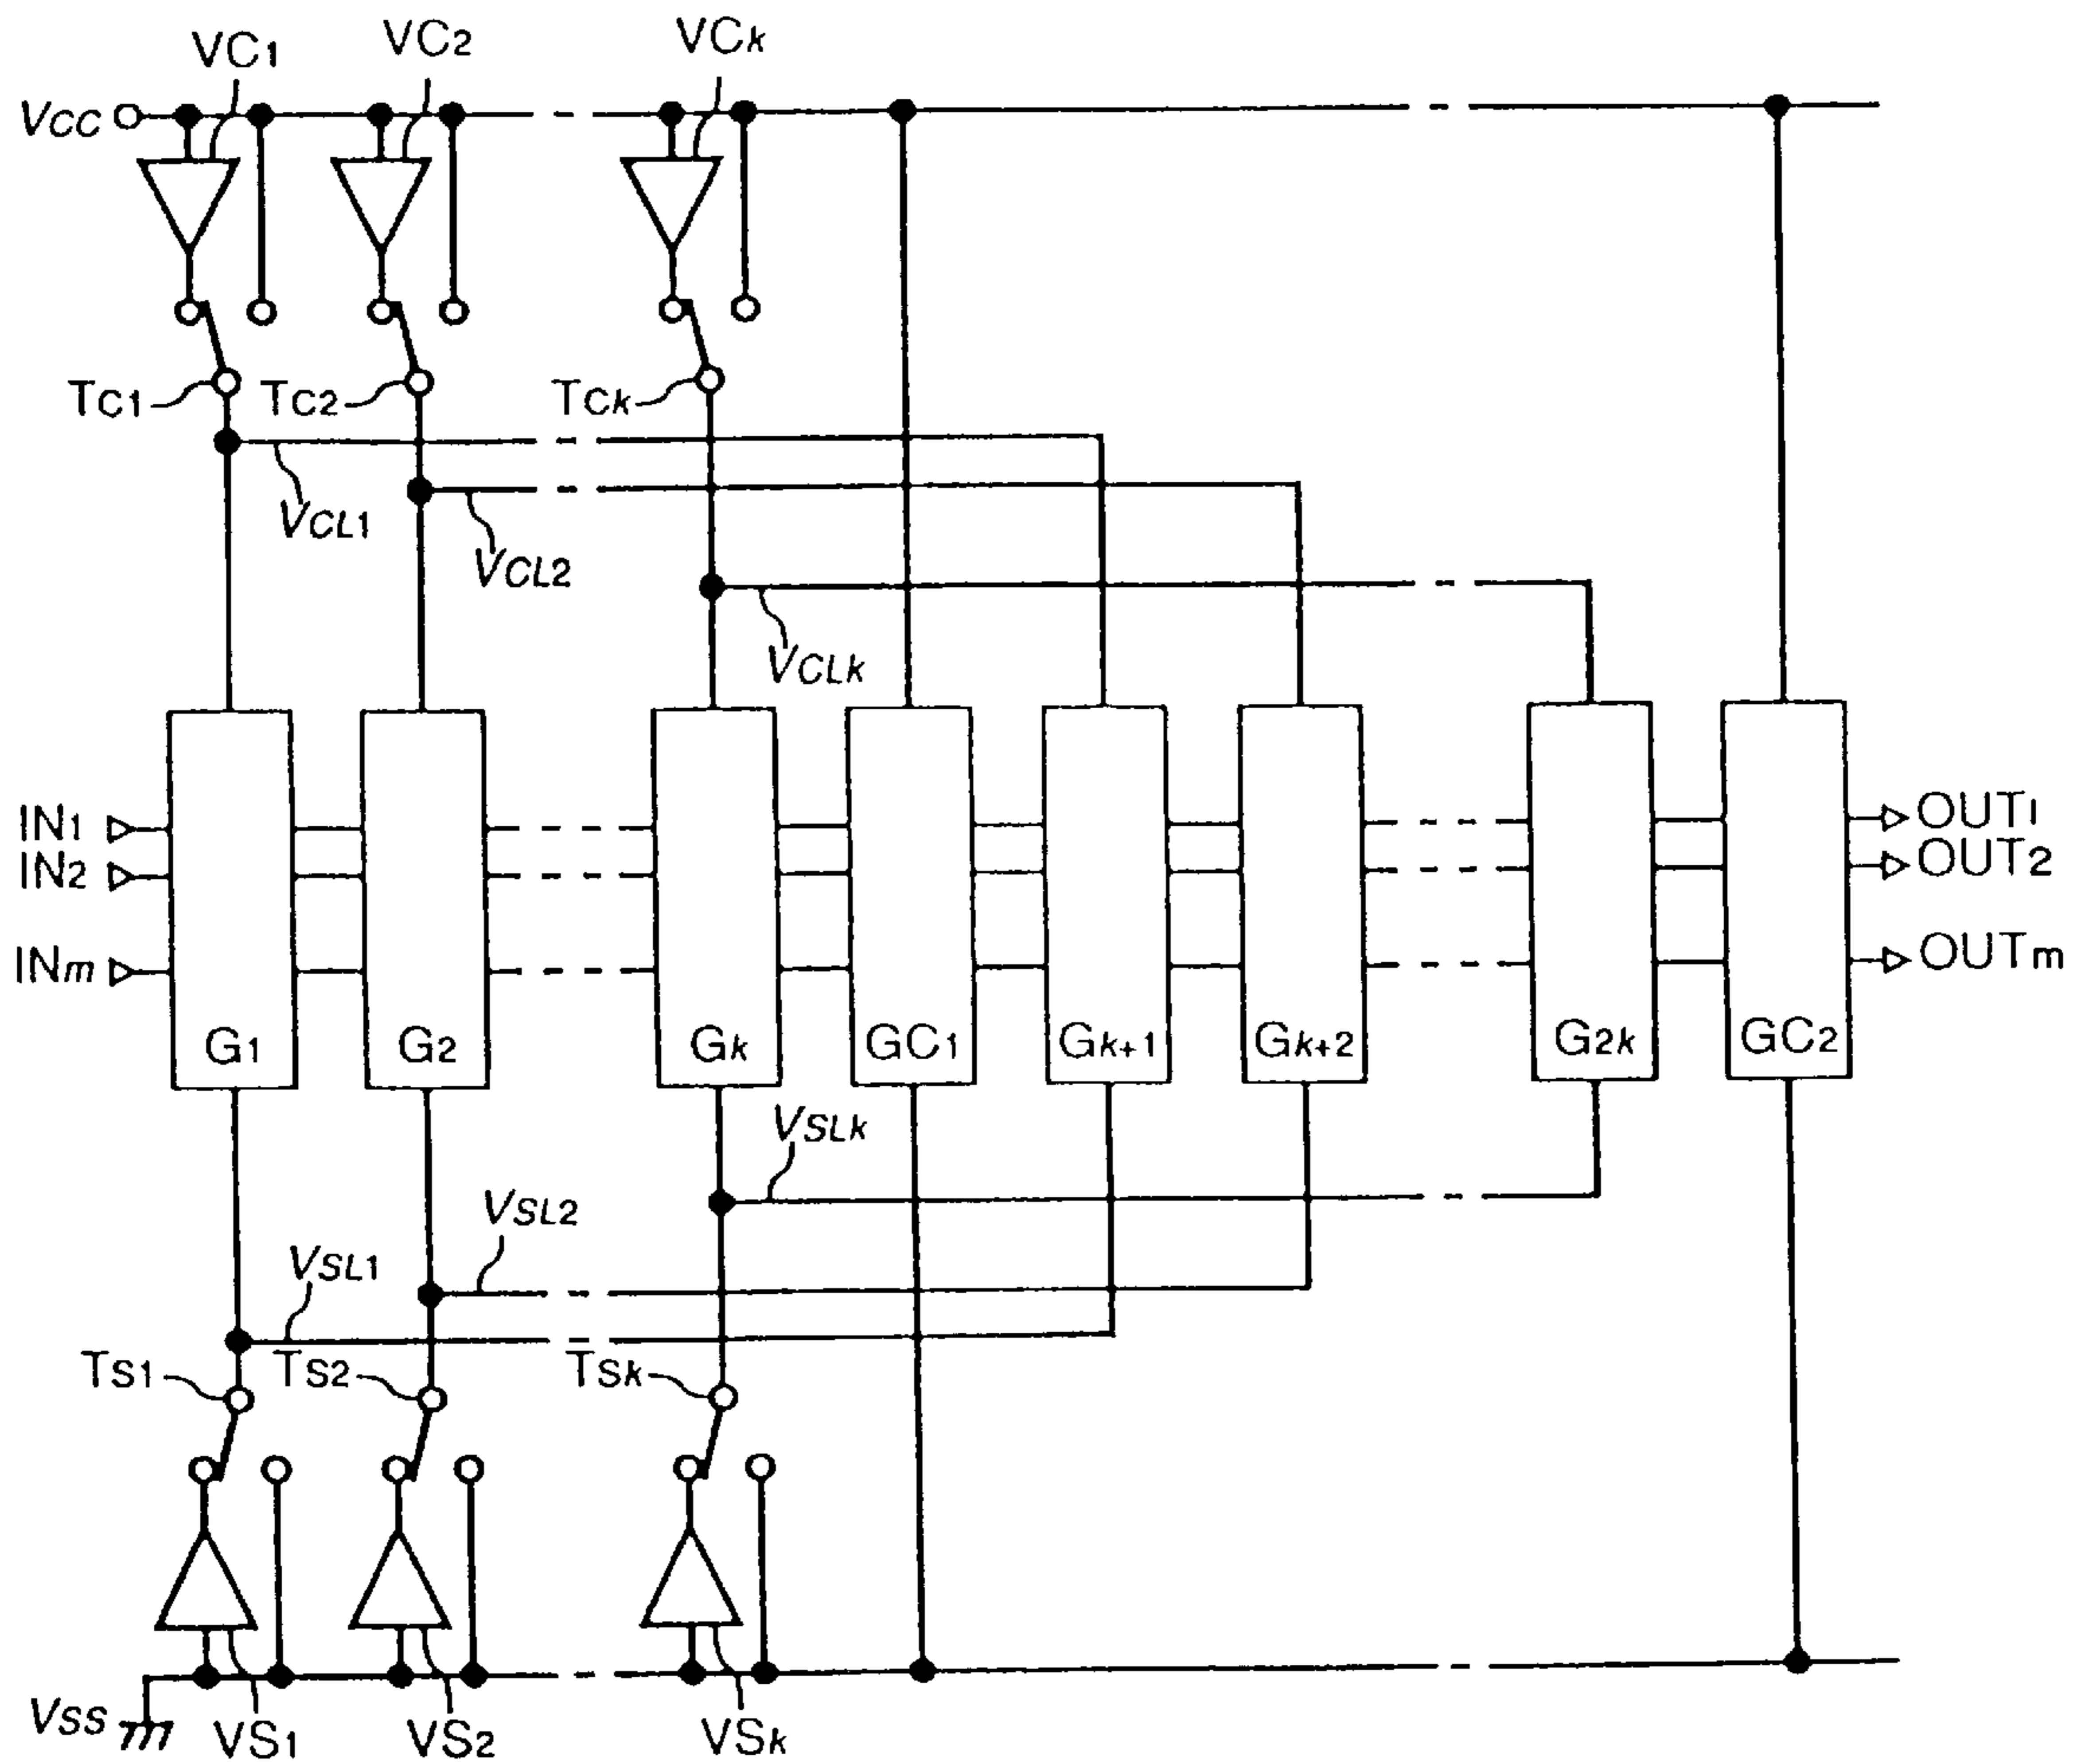 VC1 VC2 VCk
VCC
TC1 TC2 TCk
VCL1
VCL2
VCLk
IN1 OUT1
IN2 OUT2
INm OUTm
G1 G2 Gk GC1 Gk+1 Gk+2 G2k GC2
VSLk
VSL2
VSL1
TS1 TS2 TSk
VSS VS1 VS2 VSk